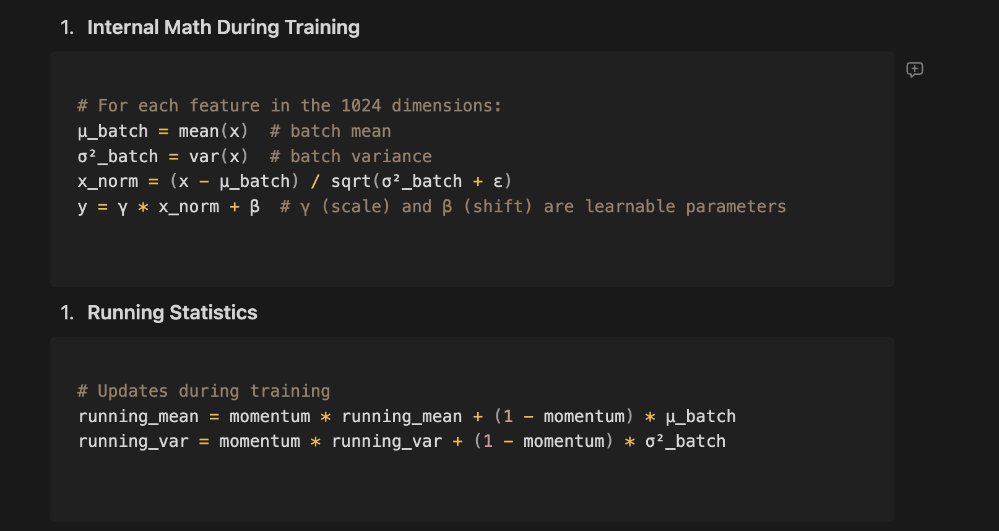 1. Internal Math During Training
# For each feature in the 1024 dimensions:
μ_batch = mean(x)  # batch mean
σ²_batch = var(x)  # batch variance
x_norm = (x - μ_batch) / sqrt(σ²_batch + ε)
y = γ * x_norm + β  # γ (scale) and β (shift) are learnable parameters
1. Running Statistics
# Updates during training
running_mean = momentum * running_mean + (1 - momentum) * μ_batch
running_var = momentum * running_var + (1 - momentum) * σ²_batch